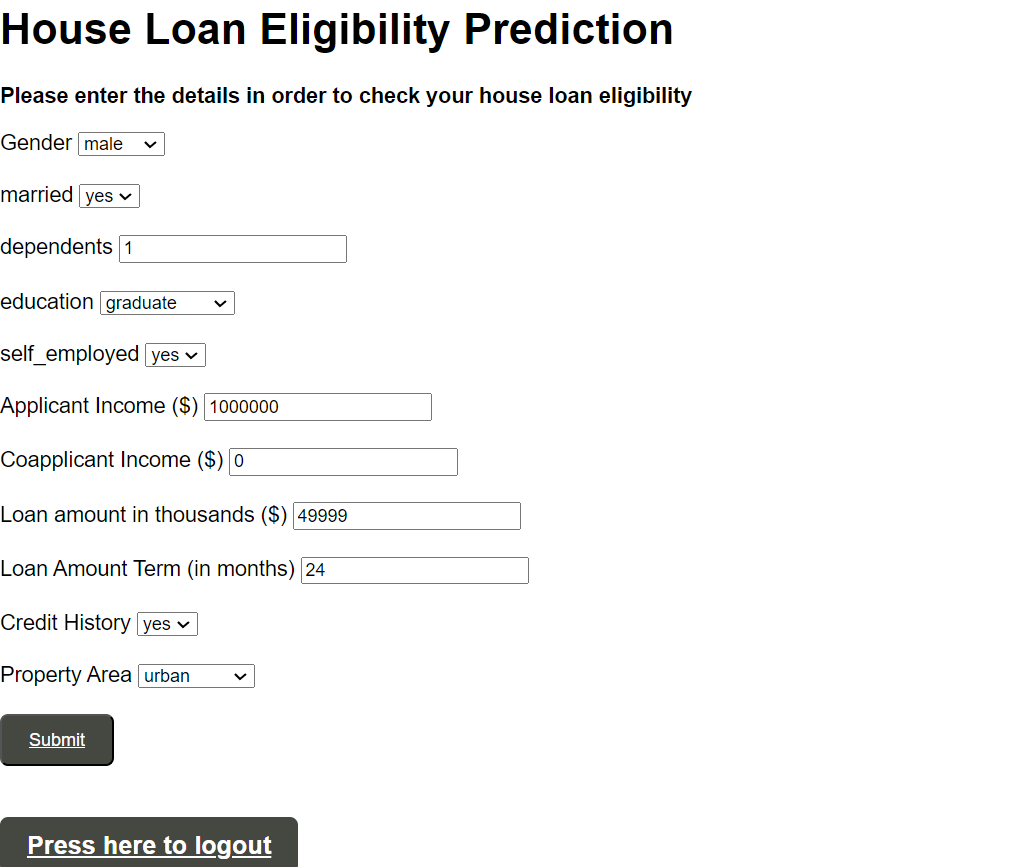 House Loan Eligibility Prediction
Please enter the details in order to check your house loan eligibility
Gender male
married yes
dependents 1
education graduate
self_employed yes
Applicant Income ($) 1000000
Coapplicant Income ($) 0
Loan amount in thousands ($) 49999
Loan Amount Term (in months) 24
Credit History yes
Property Area urban
Submit
Press here to logout